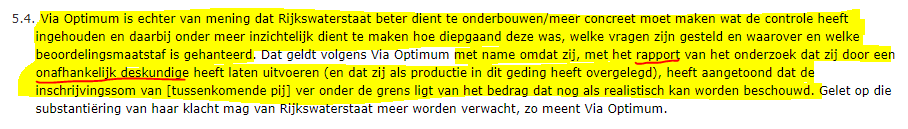 5.4. Via Optimum is echter van mening dat Rijkswaterstaat beter dient te onderbouwen/meer concreet moet maken wat de controle heeft
ingehouden en daarbij onder meer inzichtelijk dient te maken hoe diepgaand deze was, welke vragen zijn gesteld en waarover en welke
beoordelingsmaatstaf is gehanteerd. Dat geldt volgens Via Optimum met name omdat zij, met het rapport van het onderzoek dat zij door een
onafhankelijk deskundige heeft laten uitvoeren (en dat zij als productie in dit geding heeft overgelegd), heeft aangetoond dat de
inschrijvingssom van [tussenkomende pij] ver onder de grens ligt van het bedrag dat nog als realistisch kan worden beschouwd. Gelet op die
substantiëring van haar klacht mag van Rijkswaterstaat meer worden verwacht, zo meent Via Optimum.